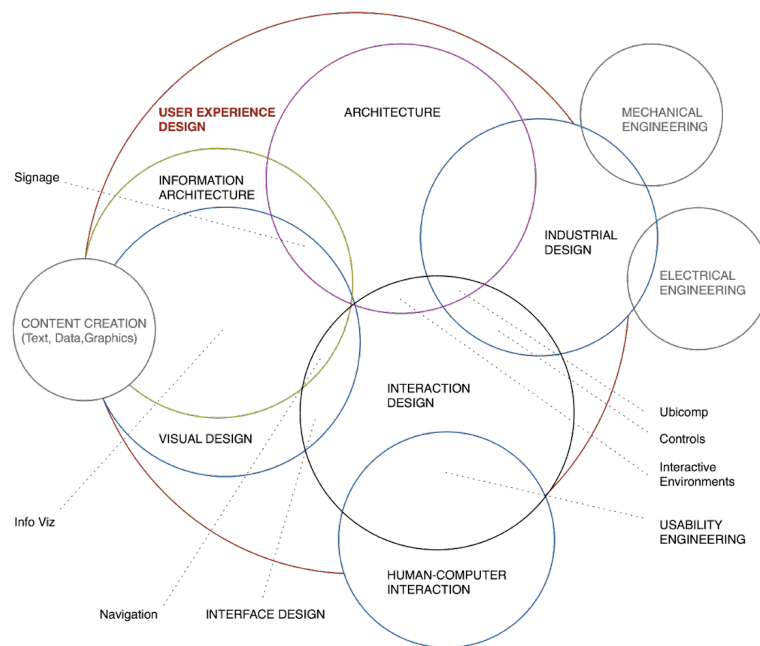 USER EXPERIENCE
DESIGN
ARCHITECTURE
MECHANICAL
ENGINEERING
Signage
INFORMATION
ARCHITECTURE
INDUSTRIAL
DESIGN
ELECTRICAL
ENGINEERING
CONTENT CREATION
(Text, Data,Graphics)
INTERACTION
DESIGN
VISUAL DESIGN
Ubicomp
Controls
Interactive
Environments
Info Viz
USABILITY
ENGINEERING
HUMAN-COMPUTER
INTERACTION
Navigation
INTERFACE DESIGN